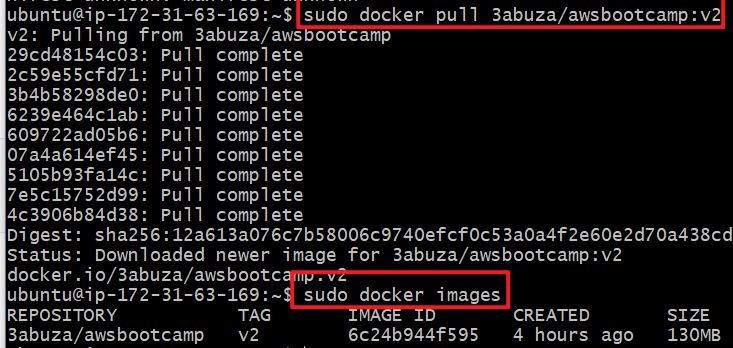 ubuntu@ip-172-31-63-169:~$ sudo docker pull 3abuza/awsbootcamp:v2
v2: Pulling from 3abuza/awsbootcamp
29cd48154c03: Pull complete
2c59e55cfd71: Pull complete
3b4b58298de0: Pull complete
6239e464c1ab: Pull complete
609722ad05b6: Pull complete
07a4a614ef45: Pull complete
5105b93fa14c: Pull complete
7e5c15752d99: Pull complete
4c3906b84d38: Pull complete
Digest: sha256:12a613a076c7b58006c9740efcf0c53a0a4f2e60e2d70a438cd
Status: Downloaded newer image for 3abuza/awsbootcamp:v2
docker.io/3abuza/awsbootcamp:v2
ubuntu@ip-172-31-63-169:~$ sudo docker images
REPOSITORY TAG IMAGE ID CREATED SIZE
3abuza/awsbootcamp v2 6c24b944f595 4 hours ago 130MB